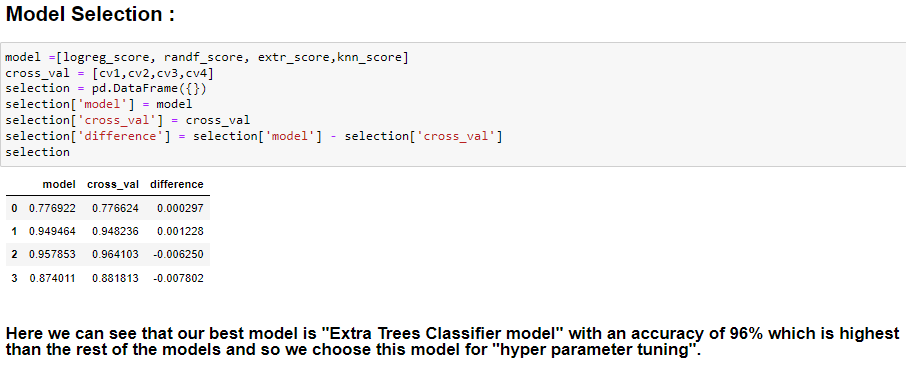 Model Selection :
model =[logreg_score, randf_score, extr_score,knn_score]
cross_val = [cv1,cv2,cv3,cv4]
selection = pd.DataFrame({})
selection['model'] = model
selection['cross_val'] = cross_val
selection['difference'] = selection['model'] - selection['cross_val']
selection
model cross_val difference
0 0.776922 0.776624 0.000297
1 0.949464 0.948236 0.001228
2 0.957853 0.964103 -0.006250
3 0.874011 0.881813 -0.007802
Here we can see that our best model is "Extra Trees Classifier model" with an accuracy of 96% which is highest
than the rest of the models and so we choose this model for "hyper parameter tuning".